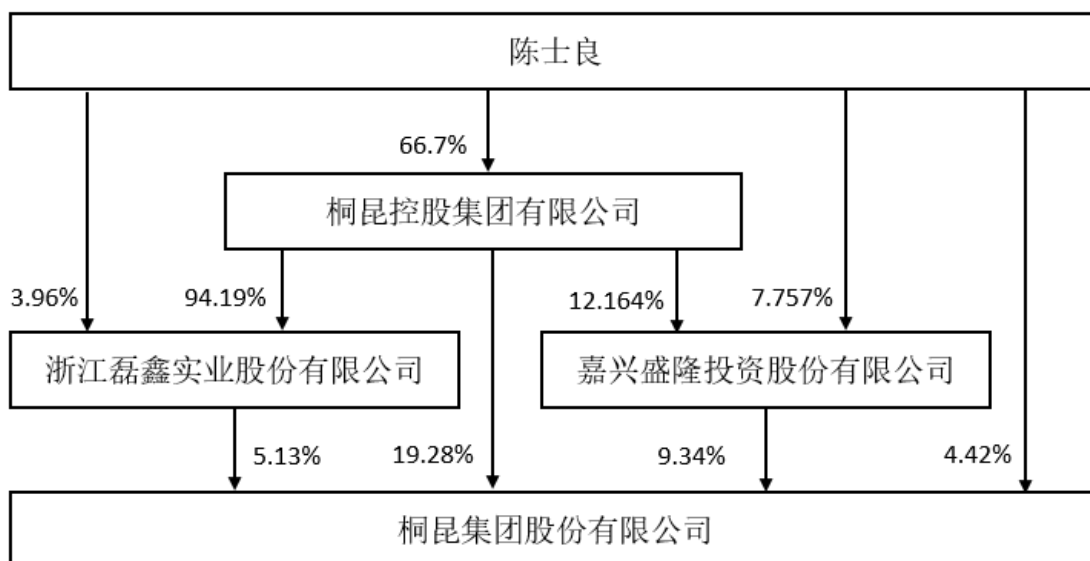 陈士良
66.7%
桐昆控股集团有限公司
3.96%
94.19%
12.164%
7.757%
浙江磊鑫实业股份有限公司
嘉兴盛隆投资股份有限公司
5.13%
19.28%
9.34%
4.42%
桐昆集团股份有限公司